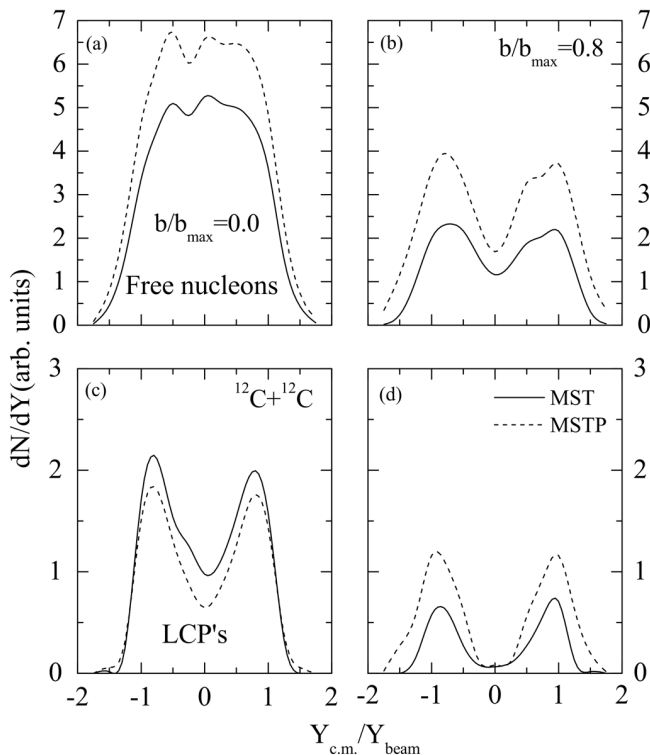 7
6
5
4
3
2
1
0
(a)
b/bmax=0.0
Free nucleons
(b)
b/bmax=0.8
7
6
5
4
3
2
1
0
dN/dY(arb. units)
3
2
1
0
(c)
12C+12C
LCP's
-2 -1 0 1 2
(d)
MST
MSTP
3
2
1
0
-2 -1 0 1 2
Yc.m./Ybeam